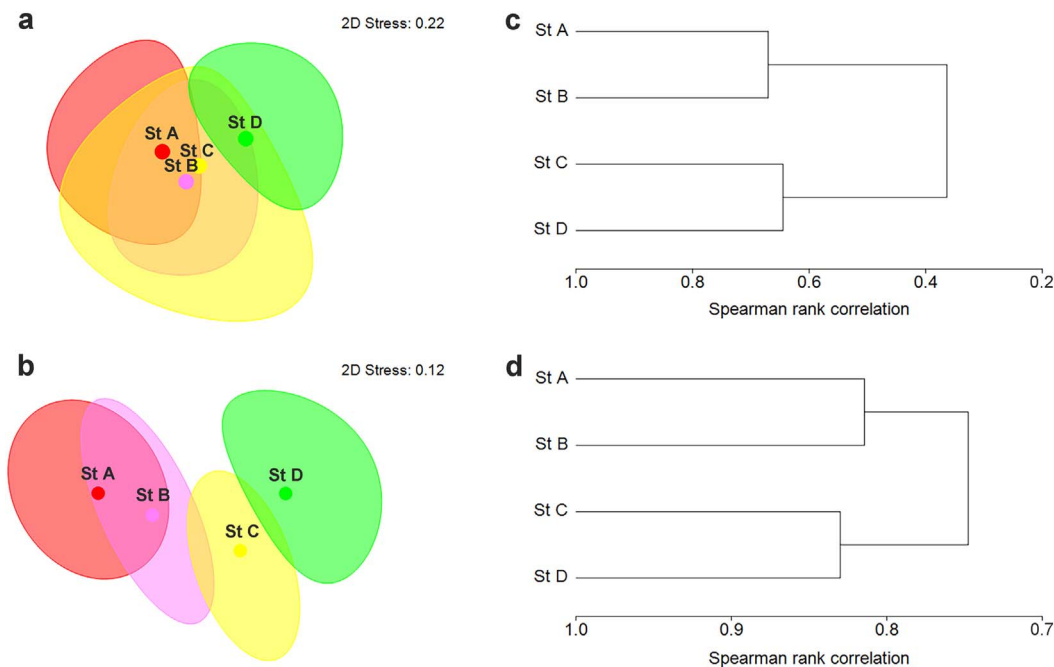 a
2D Stress: 0.22
St A
St B
St C
St D
c
St A
St B
St C
St D
1.0 0.8 0.6 0.4 0.2
Spearman rank correlation
b
2D Stress: 0.12
St A
St B
St C
St D
d
St A
St B
St C
St D
1.0 0.9 0.8 0.7
Spearman rank correlation